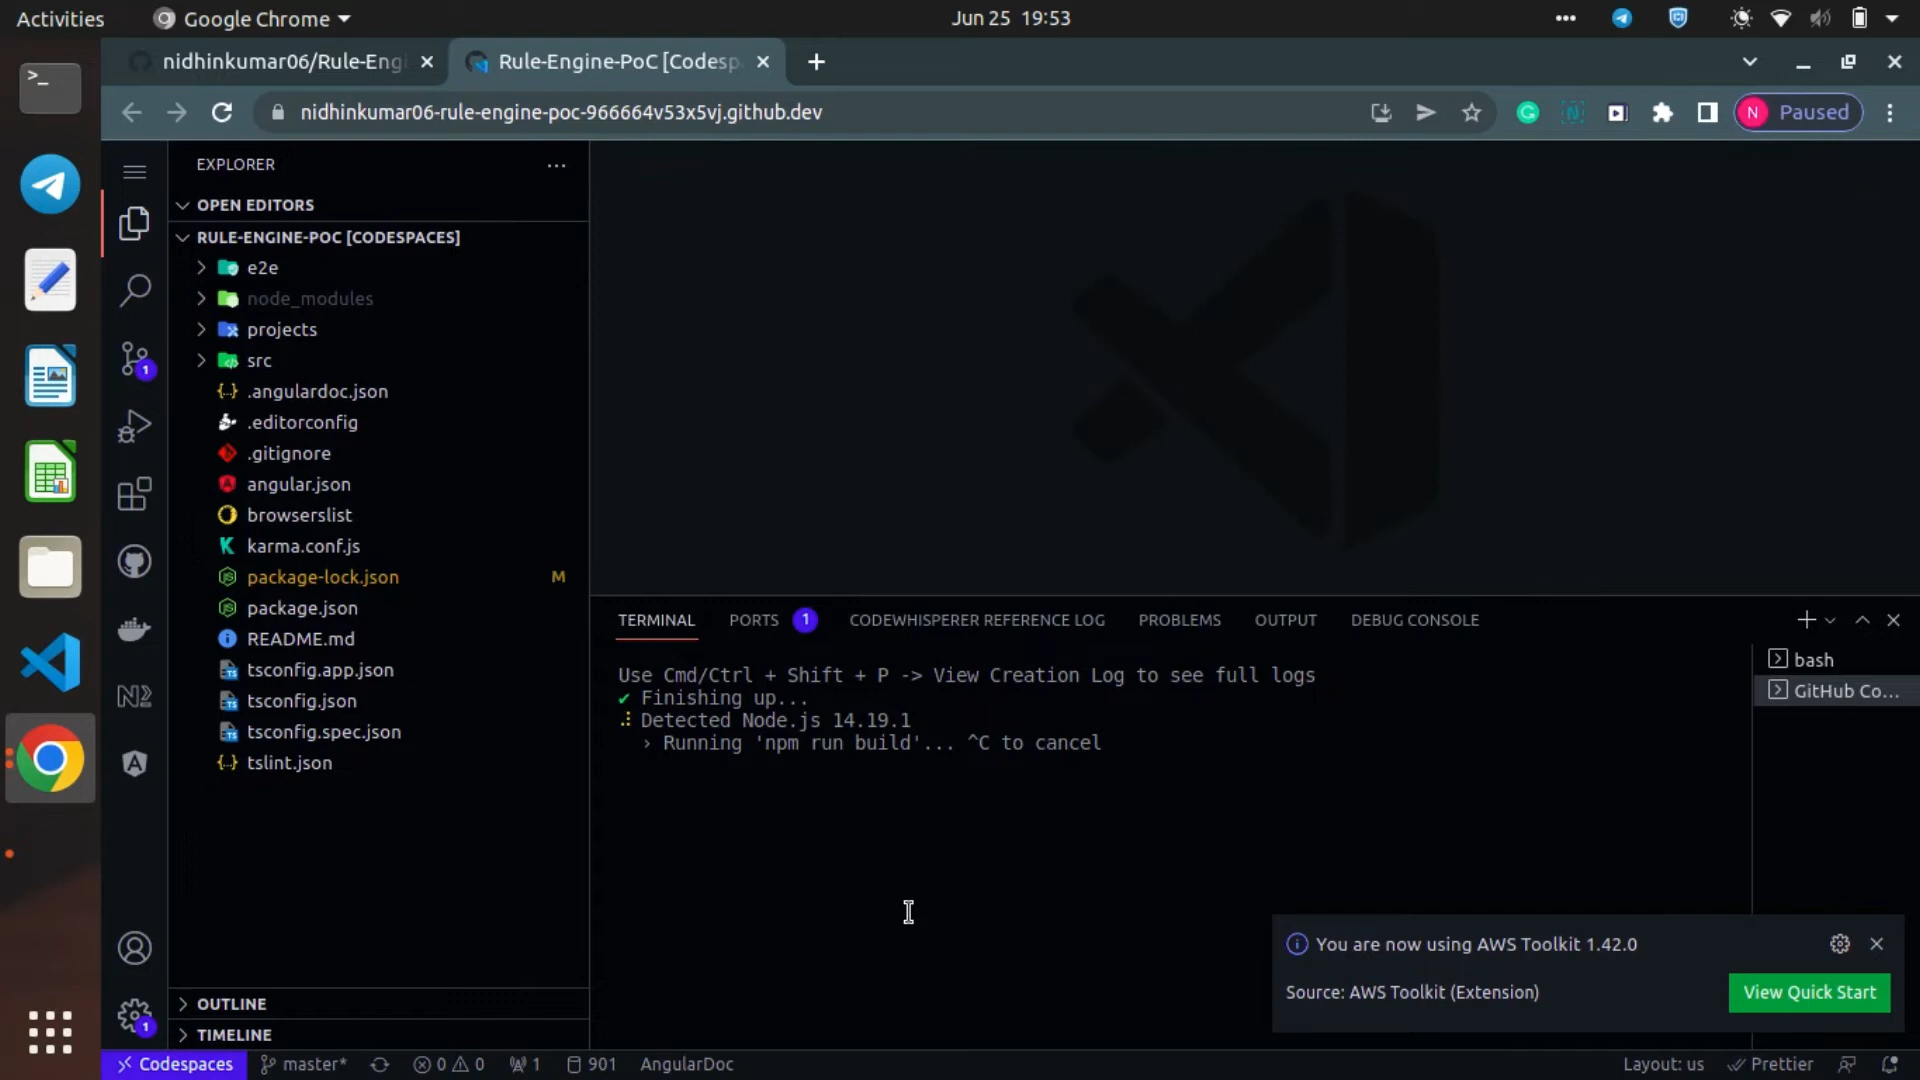 Activities
Google Chrome
Jun 25 19:53
nidhinkumar06/Rule-Engi
Rule-Engine-PoC [Codesp
nidhinkumar06-rule-engine-poc-966664v53x5vj.github.dev
N Paused
EXPLORER
OPEN EDITORS
RULE-ENGINE-POC [CODESPACES]
e2e
node_modules
projects
src
.angulardoc.json
.editorconfig
.gitignore
angular.json
browserslist
karma.conf.js
package-lock.json M
package.json
README.md
tsconfig.app.json
tsconfig.json
tsconfig.spec.json
tslint.json
OUTLINE
TIMELINE
1
1
TERMINAL PORTS 1 CODEWHISPERER REFERENCE LOG PROBLEMS OUTPUT DEBUG CONSOLE
Use Cmd/Ctrl + Shift + P -> View Creation Log to see full logs
✔ Finishing up...
Detected Node.js 14.19.1
› Running 'npm run build'... ^C to cancel
bash
GitHub Co...
You are now using AWS Toolkit 1.42.0
Source: AWS Toolkit (Extension)
View Quick Start
Codespaces master* 0 0 1 901 AngularDoc Layout: us Prettier